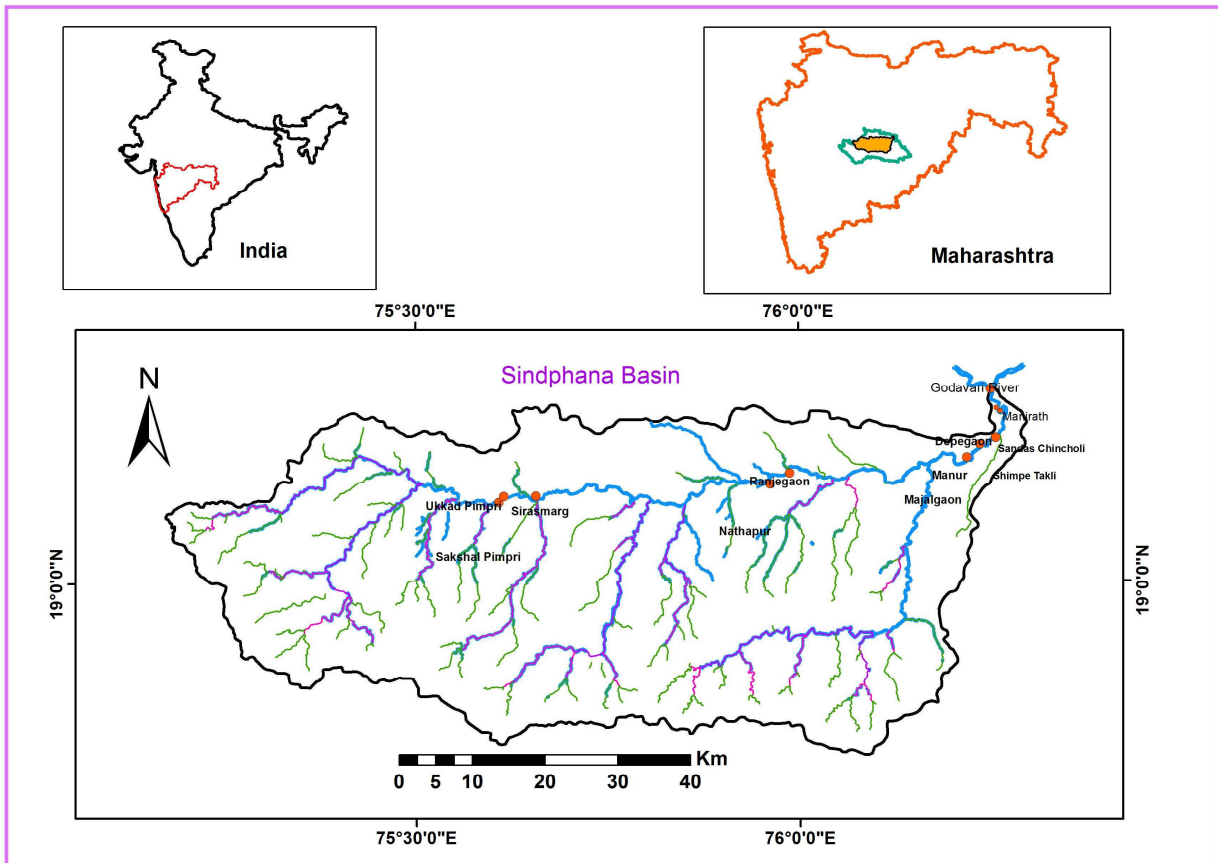 India
Maharashtra
75°30'0"E
76°0'0"E
N
Sindphana Basin
Godavari River
Manjrath
Depegaon
Sandas Chincholi
Manur
Shimpe Takli
Ranjegaon
Majalgaon
Ukkad Pimpri
Sirasmarg
Nathapur
Sakshal Pimpri
19°0'0"N
19°0'0"N
Km
0 5 10 20 30 40
75°30'0"E
76°0'0"E